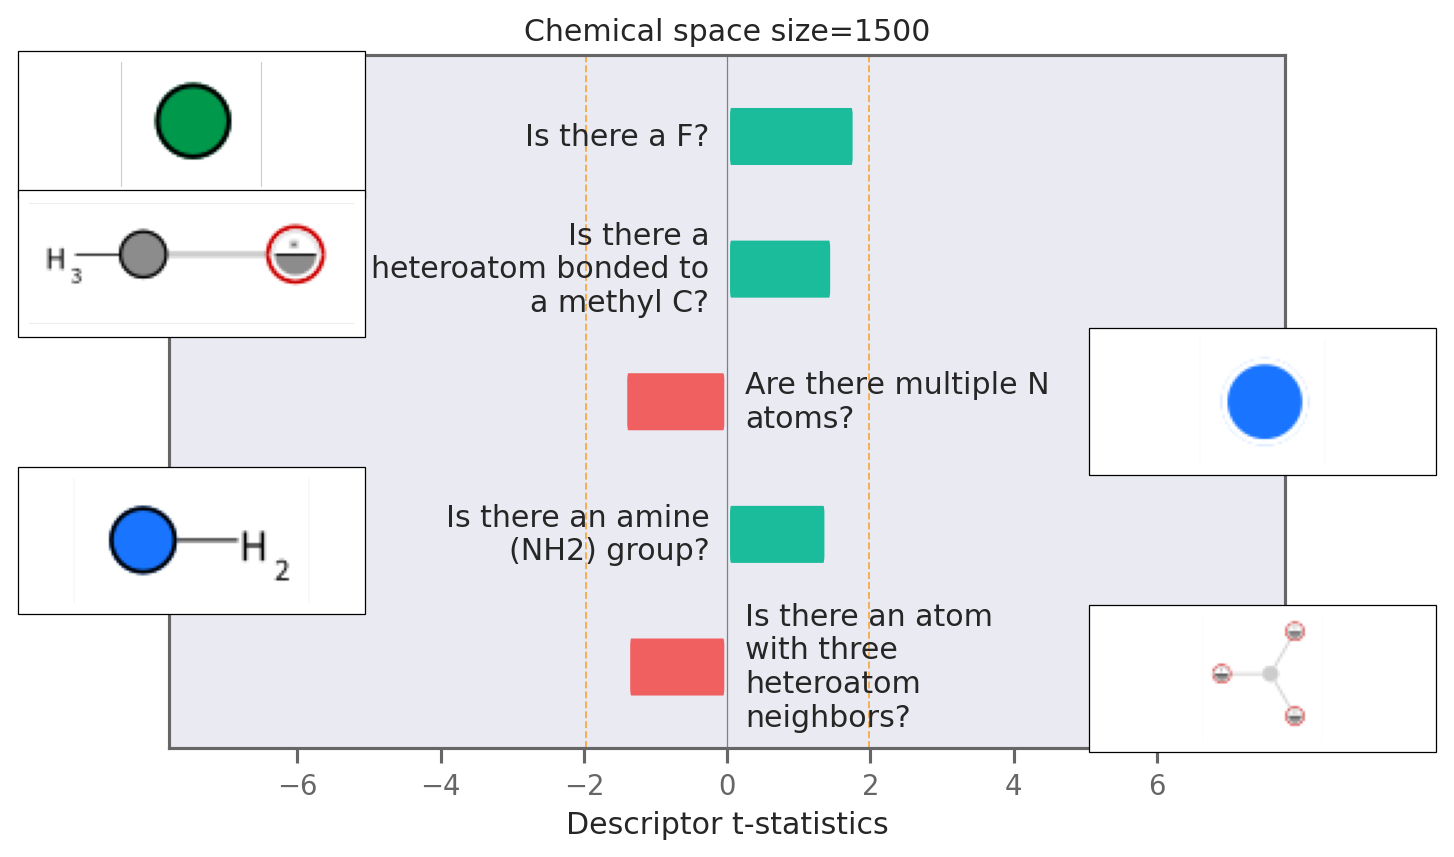 Chemical space size=1500
Is there a F?
H3
Is there a
heteroatom bonded to
a methyl C?
Are there multiple N
atoms?
Is there an amine
(NH2) group?
H2
Is there an atom
with three
heteroatom
neighbors?
−6 −4 −2 0 2 4 6
Descriptor t-statistics